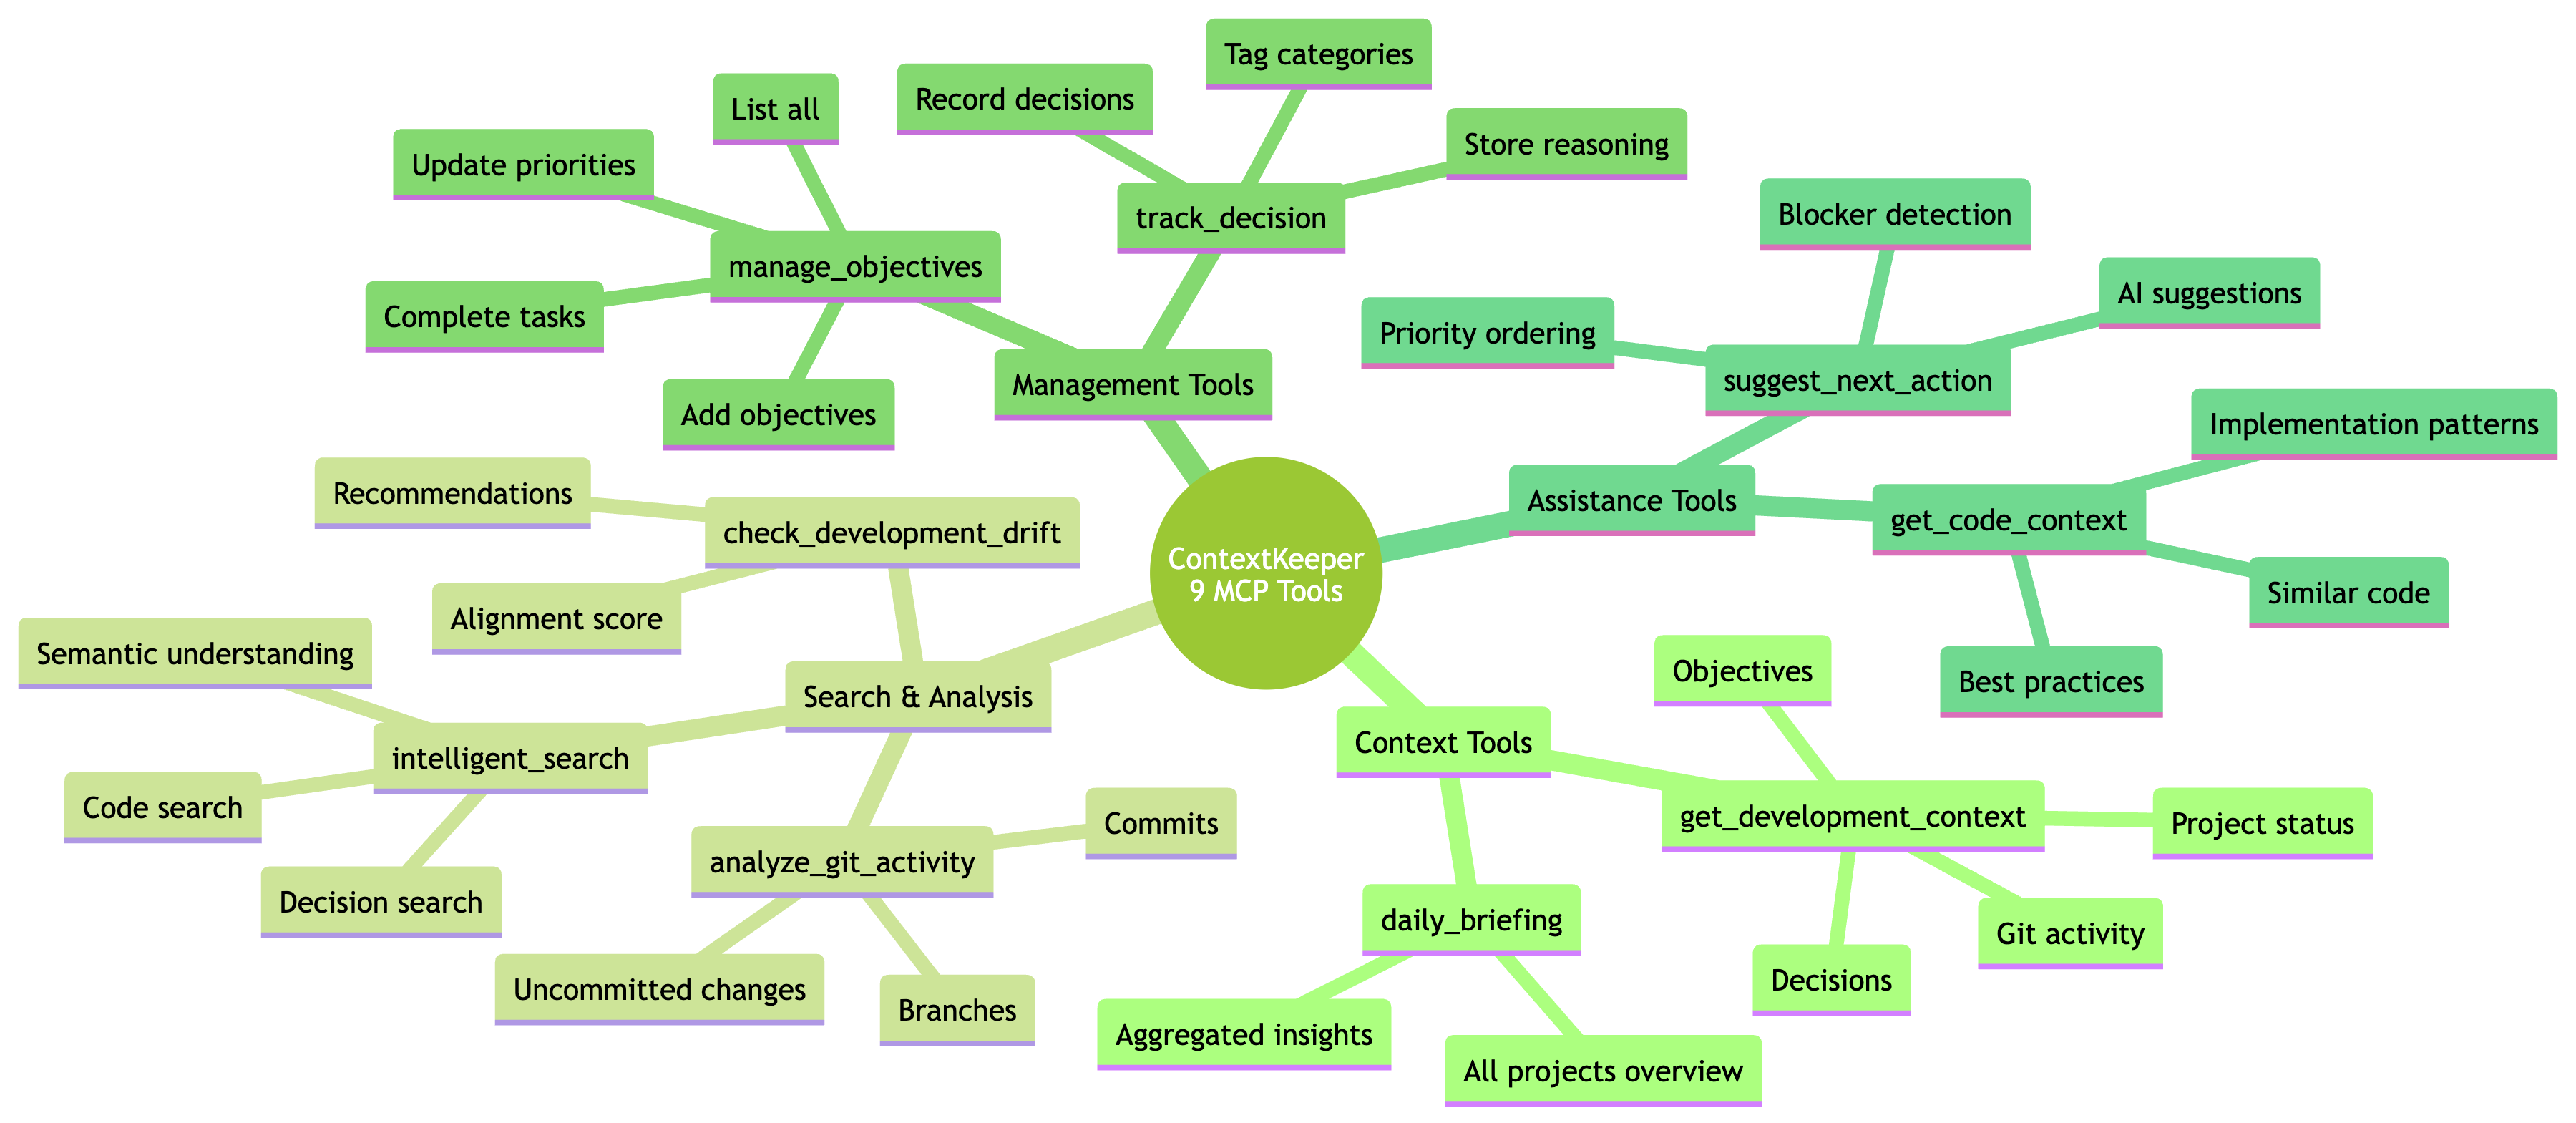 Tag categories
List all
Record decisions
Store reasoning
Update priorities
track_decision
Blocker detection
manage_objectives
AI suggestions
Complete tasks
Priority ordering
Management Tools
suggest_next_action
Add objectives
Implementation patterns
Recommendations
Assistance Tools
get_code_context
check_development_drift
ContextKeeper
9 MCP Tools
Similar code
Alignment score
Semantic understanding
Objectives
Best practices
Search & Analysis
Context Tools
intelligent_search
Code search
get_development_context
Project status
Commits
analyze_git_activity
Decision search
daily_briefing
Git activity
Uncommitted changes
Decisions
Branches
Aggregated insights
All projects overview